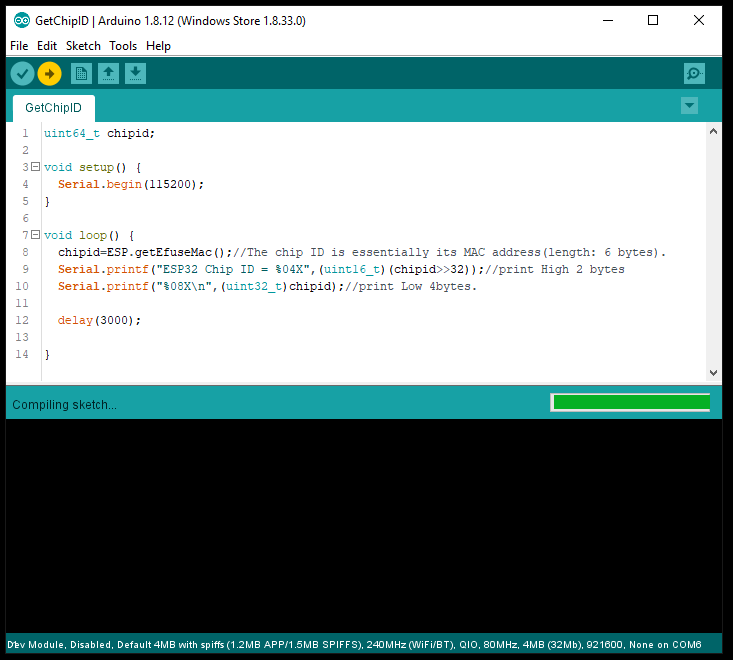 GetChipID | Arduino 1.8.12 (Windows Store 1.8.33.0)
File Edit Sketch Tools Help
GetChipID
1 uint64_t chipid;
2
3 void setup() {
4 Serial.begin(115200);
5 }
6
7 void loop() {
8 chipid=ESP.getEfuseMac();//The chip ID is essentially its MAC address(length: 6 bytes).
9 Serial.printf("ESP32 Chip ID = %04X",(uint16_t)(chipid>>32));//print High 2 bytes
10 Serial.printf("%08X\n",(uint32_t)chipid);//print Low 4bytes.
11
12 delay(3000);
13
14 }
Compiling sketch...
Module, Disabled, Default 4MB with spiffs (1.2MB APP/1.5MB SPIFFS), 240MHz (WiFi/BT), QIO, 80MHz, 4MB (32Mb), 921600, None on COM6